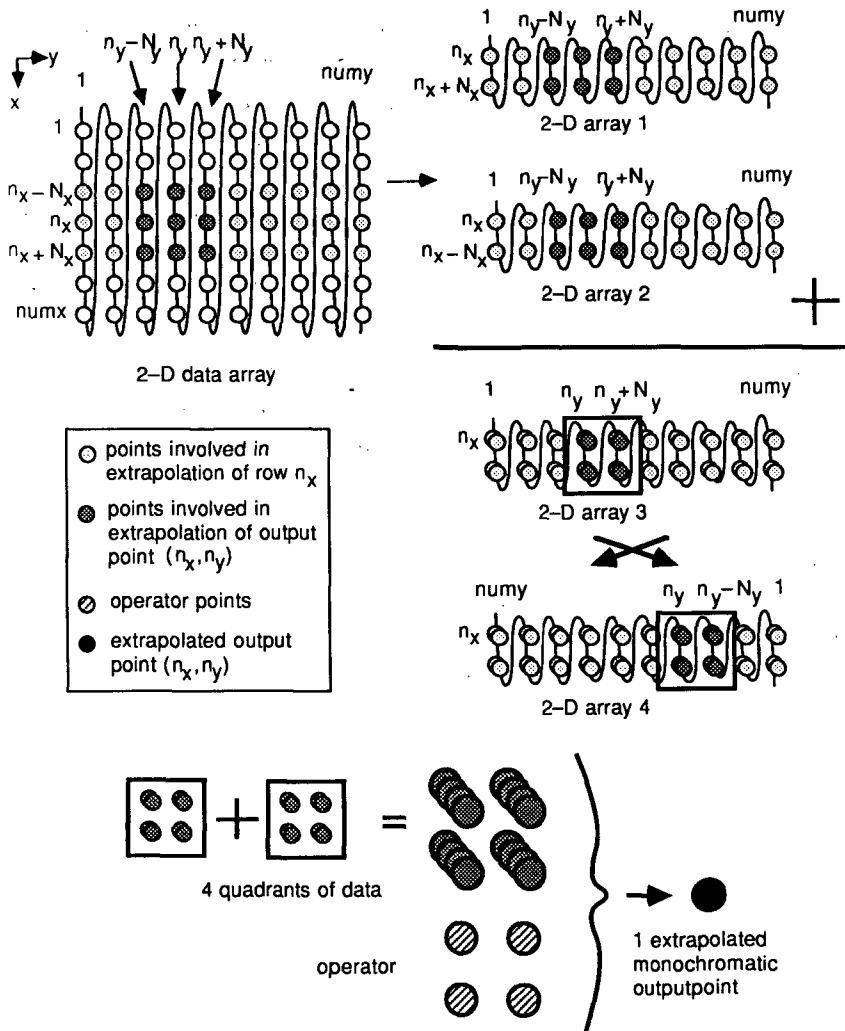 y
x
n_y–N_y n_y n_y+N_y
1
numy
1
n_x–N_x
n_x
n_x+N_x
numx
2–D data array
1 n_y–N_y n_y+N_y numy
n_x
n_x+N_x
2–D array 1
1 n_y–N_y n_y+N_y numy
n_x
n_x–N_x
2–D array 2
+
1 n_y n_y+N_y numy
n_x
2–D array 3
numy n_y n_y–N_y 1
n_x
2–D array 4
points involved in
extrapolation of row n_x
points involved in
extrapolation of output
point (n_x,n_y)
operator points
extrapolated output
point (n_x,n_y)
+ =
4 quadrants of data
operator
1 extrapolated
monochromatic
outputpoint